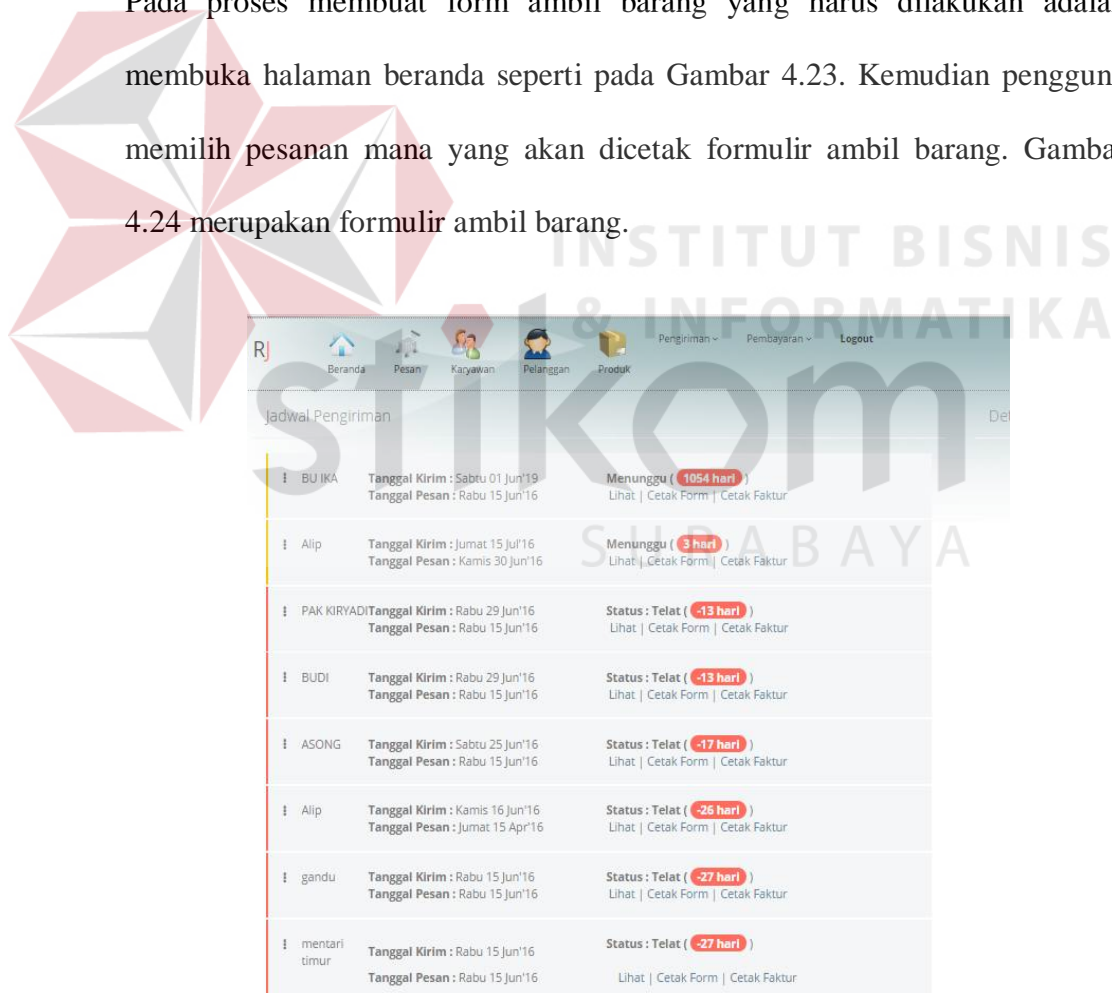 Pada proses membuat form ambil barang yang harus dilakukan adala
membuka halaman beranda seperti pada Gambar 4.23. Kemudian penggun
memilih pesanan mana yang akan dicetak formulir ambil barang. Gamba
4.24 merupakan formulir ambil barang.
INSTITUT BISNIS
& INFORMATIKA
stikom
SURABAYA
RJ
Beranda Pesan Karyawan Pelanggan Produk Pengiriman Pembayaran Logout
Jadwal Pengiriman Det
BU IKA Tanggal Kirim : Sabtu 01 Jun'19 Menunggu ( 1054 hari )
Tanggal Pesan : Rabu 15 Jun'16 Lihat | Cetak Form | Cetak Faktur
Alip Tanggal Kirim : Jumat 15 Jul'16 Menunggu ( 3 hari )
Tanggal Pesan : Kamis 30 Jun'16 Lihat | Cetak Form | Cetak Faktur
PAK KIRYADI Tanggal Kirim : Rabu 29 Jun'16 Status : Telat ( -13 hari )
Tanggal Pesan : Rabu 15 Jun'16 Lihat | Cetak Form | Cetak Faktur
BUDI Tanggal Kirim : Rabu 29 Jun'16 Status : Telat ( -13 hari )
Tanggal Pesan : Rabu 15 Jun'16 Lihat | Cetak Form | Cetak Faktur
ASONG Tanggal Kirim : Sabtu 25 Jun'16 Status : Telat ( -17 hari )
Tanggal Pesan : Rabu 15 Jun'16 Lihat | Cetak Form | Cetak Faktur
Alip Tanggal Kirim : Kamis 16 Jun'16 Status : Telat ( -26 hari )
Tanggal Pesan : Jumat 15 Apr'16 Lihat | Cetak Form | Cetak Faktur
gandu Tanggal Kirim : Rabu 15 Jun'16 Status : Telat ( -27 hari )
Tanggal Pesan : Rabu 15 Jun'16 Lihat | Cetak Form | Cetak Faktur
mentari timur Tanggal Kirim : Rabu 15 Jun'16 Status : Telat ( -27 hari )
Tanggal Pesan : Rabu 15 Jun'16 Lihat | Cetak Form | Cetak Faktur